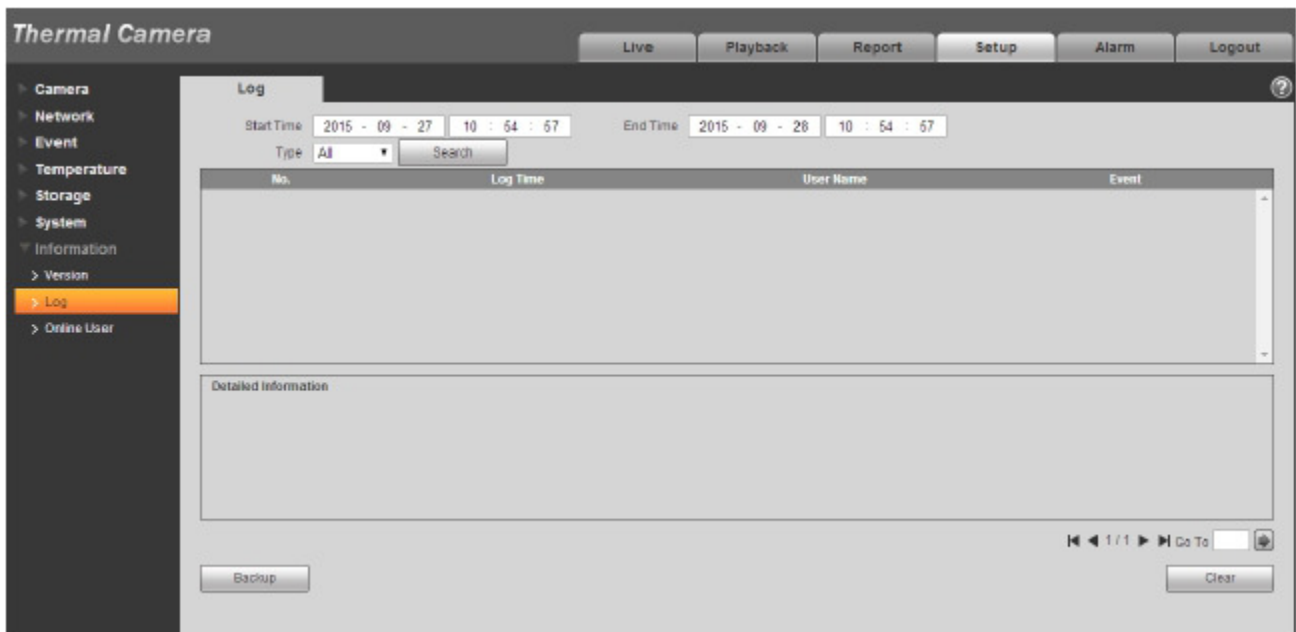 Thermal Camera
Live Playback Report Setup Alarm Logout
Camera
Network
Event
Temperature
Storage
System
Information
> Version
> Log
> Online User
Log
Start Time 2015 - 09 - 27 10 : 54 : 57 End Time 2015 - 09 - 28 10 : 54 : 57
Type All Search
No. Log Time User Name Event
Detailed Information
1 / 1 Go To
Backup Clear